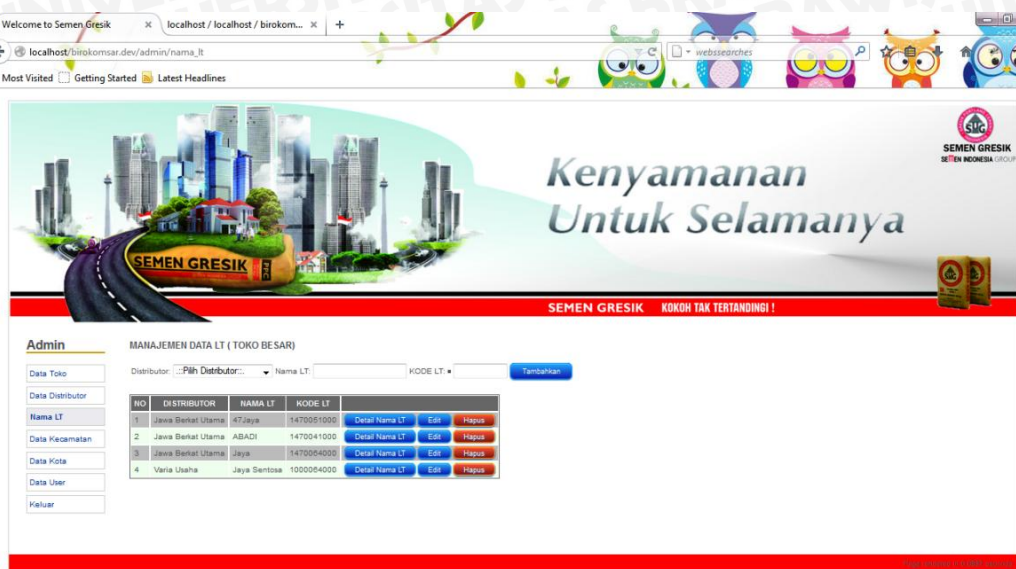 Welcome to Semen Gresik × localhost / localhost / birokom... × +
localhost/birokomsar.dev/admin/nama_lt
webssearches
Most Visited Getting Started Latest Headlines
SMG
SEMEN GRESIK
SEMEN INDONESIA GROUP
Kenyamanan
Untuk Selamanya
SEMEN GRESIK
PPC
SEMEN GRESIK KOKOH TAK TERTANDINGI !
Admin
Data Toko
Data Distributor
Nama LT
Data Kecamatan
Data Kota
Data User
Keluar
MANAJEMEN DATA LT ( TOKO BESAR)
Distributor: .::Pilih Distributor::. Nama LT: KODE LT: Tambahkan
NO DISTRIBUTOR NAMA LT KODE LT
1 Jawa Berkat Utama 47Jaya 1470051000 Detail Nama LT Edit Hapus
2 Jawa Berkat Utama ABADI 1470041000 Detail Nama LT Edit Hapus
3 Jawa Berkat Utama Jaya 1470064000 Detail Nama LT Edit Hapus
4 Varia Usaha Jaya Sentosa 1000064000 Detail Nama LT Edit Hapus